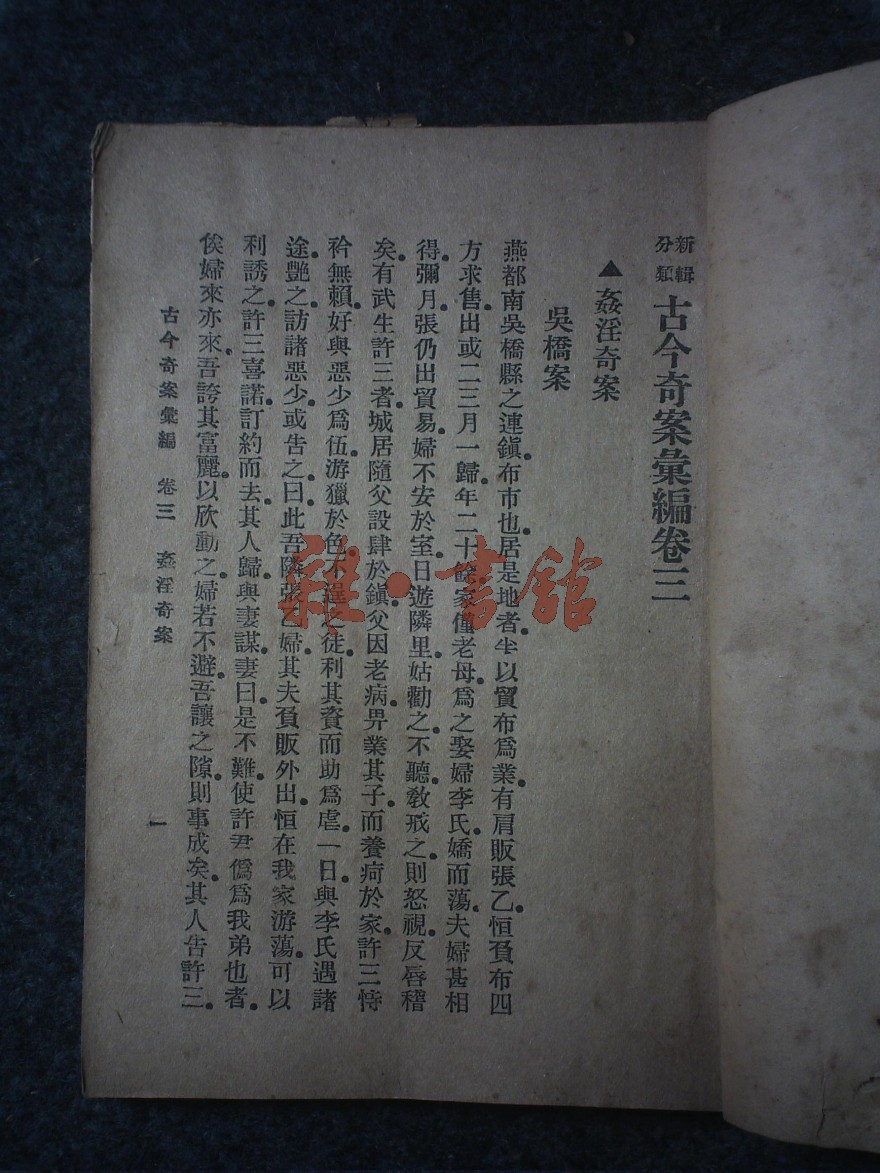 新輯分類 古今奇案彙編卷三
▲姦淫奇案
吳橋案
燕都南吳橋縣之連鎮。布市也。居是地者。半以貿布爲業。有肩販張乙。恒負布四
方求售。出或二三月一歸。年二十餘。家僅老母。爲之娶婦李氏。嬌而蕩。夫婦甚相
得。彌月。張仍出貿易。婦不安於室。日遊隣里。姑勸之不聽。敎戒之。則怒視。反唇稽
矣。有武生許三者。城居。隨父設肆於鎮。父因老病。畀業其子。而養疴於家。許三恃
衿無賴。好與惡少爲伍。游獵於色。不逞之徒。利其資而助爲虐。一日。與李氏遇諸
途。艷之。訪諸惡少。或告之曰。此吾隣張乙婦。其夫負販外出。恒在我家游蕩。可以
利誘之。許三喜諾。訂約而去。其人歸與妻謀。妻曰。是不難。使許君僞爲我弟也者。
俟婦來亦來。吾誇其富麗。以欣動之。婦若不避。吾讓之隙。則事成矣。其人告許三。
古今奇案彙編 卷三 姦淫奇案 一
雜·書館